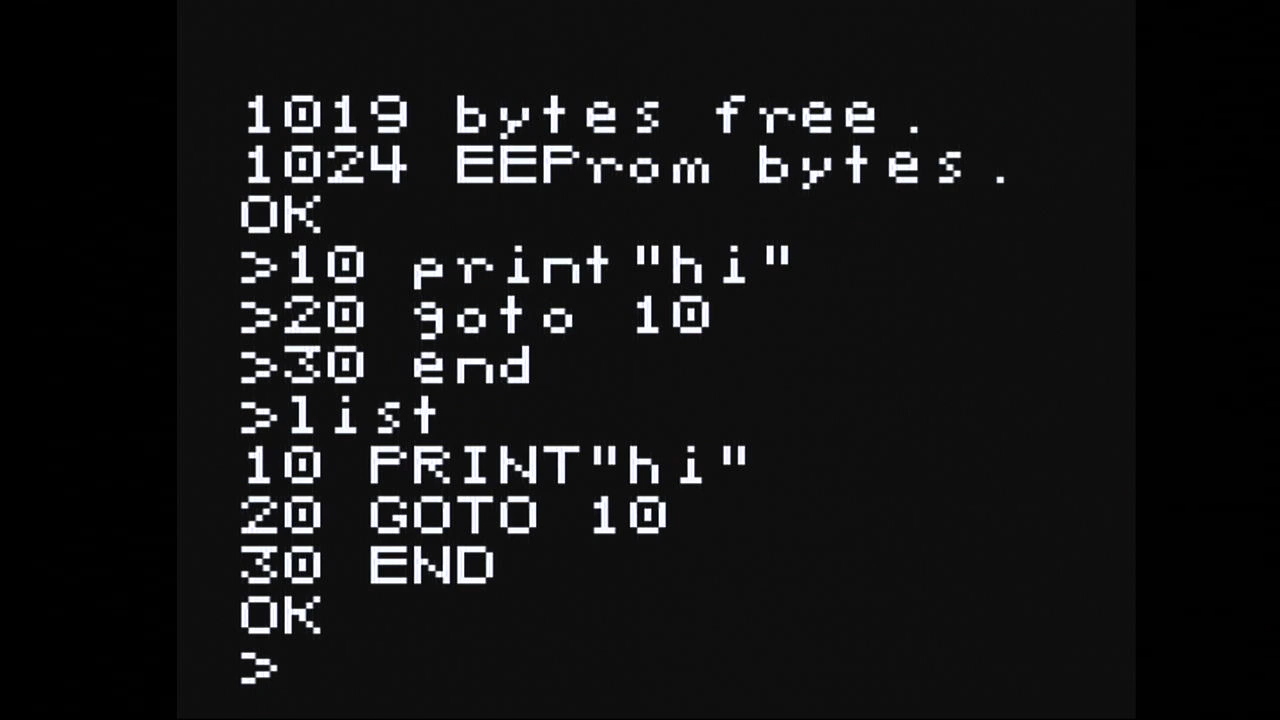 1019 bytes free.
1024 EEProm bytes.
OK
>10 print"hi"
>20 goto 10
>30 end
>list
10 PRINT"hi"
20 GOTO 10
30 END
OK
>